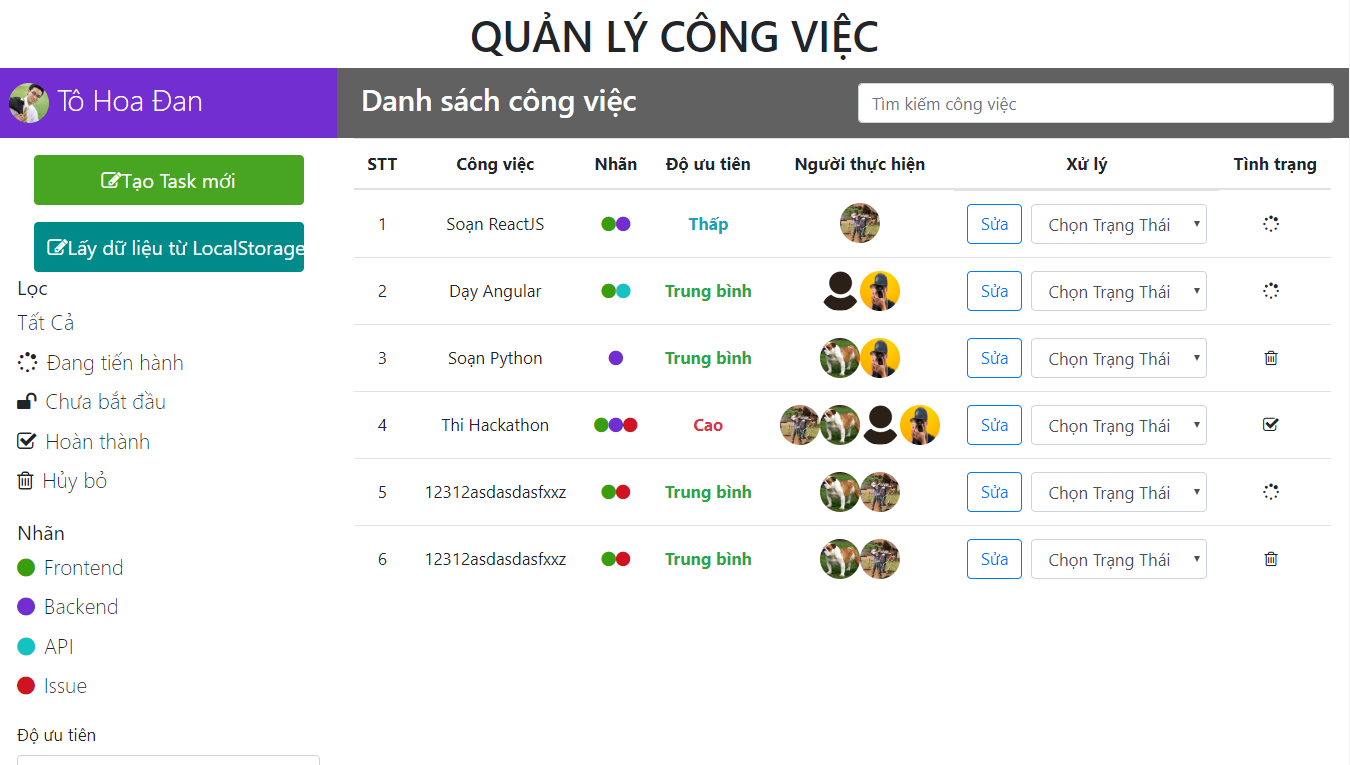 QUẢN LÝ CÔNG VIỆC
Tô Hoa Đan
Danh sách công việc
Tìm kiếm công việc
Tạo Task mới
Lấy dữ liệu từ LocalStorage
Lọc
Tất Cả
Đang tiến hành
Chưa bắt đầu
Hoàn thành
Hủy bỏ
Nhãn
Frontend
Backend
API
Issue
Độ ưu tiên
STT Công việc Nhãn Độ ưu tiên Người thực hiện Xử lý Tình trạng
1 Soạn ReactJS Thấp Sửa Chọn Trạng Thái
2 Dạy Angular Trung bình Sửa Chọn Trạng Thái
3 Soạn Python Trung bình Sửa Chọn Trạng Thái
4 Thi Hackathon Cao Sửa Chọn Trạng Thái
5 12312asdasdasfxxz Trung bình Sửa Chọn Trạng Thái
6 12312asdasdasfxxz Trung bình Sửa Chọn Trạng Thái